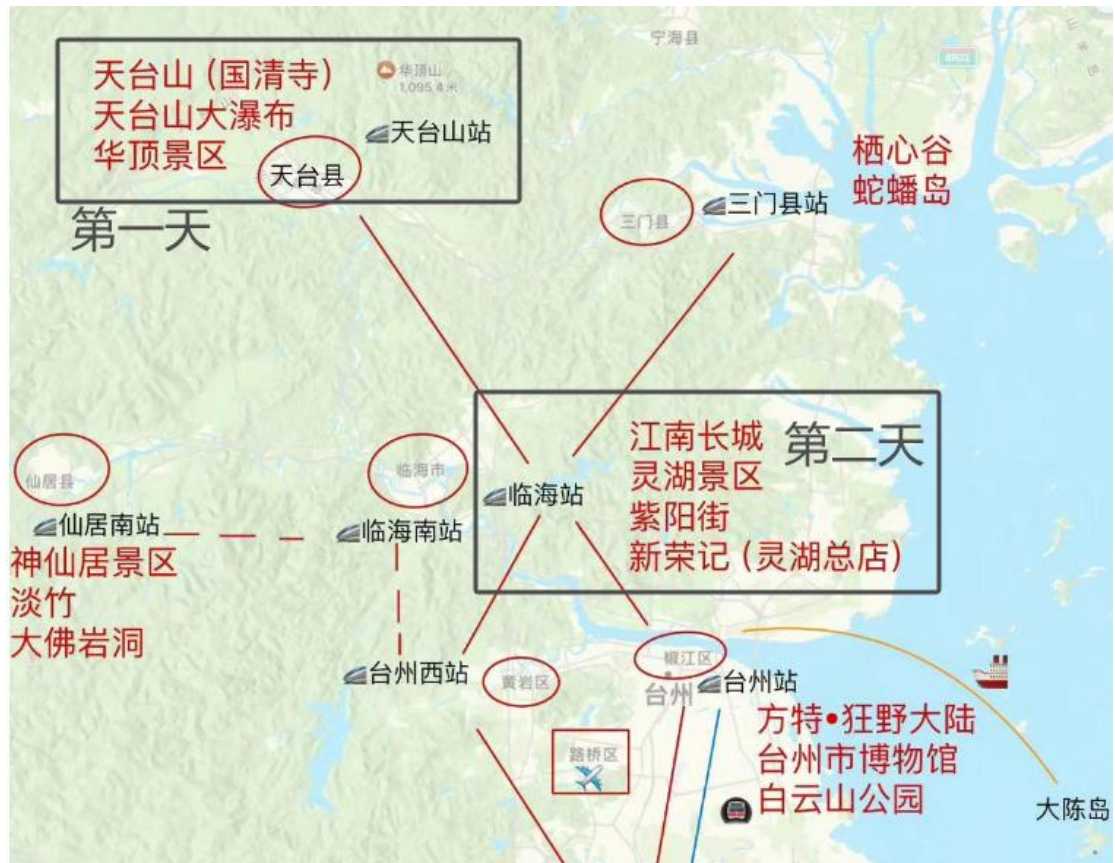 宁海县
天台山 (国清寺)
天台山大瀑布
华顶景区
华顶山
1,095.4米
天台山站
天台县
第一天
栖心谷
蛇蟠岛
三门县
三门县站
江南长城
灵湖景区
紫阳街
新荣记 (灵湖总店)
第二天
临海站
仙居县
仙居南站
神仙居景区
淡竹
大佛岩洞
临海市
临海南站
台州西站
黄岩区
椒江区
台州
台州站
方特•狂野大陆
台州市博物馆
白云山公园
路桥区
大陈岛